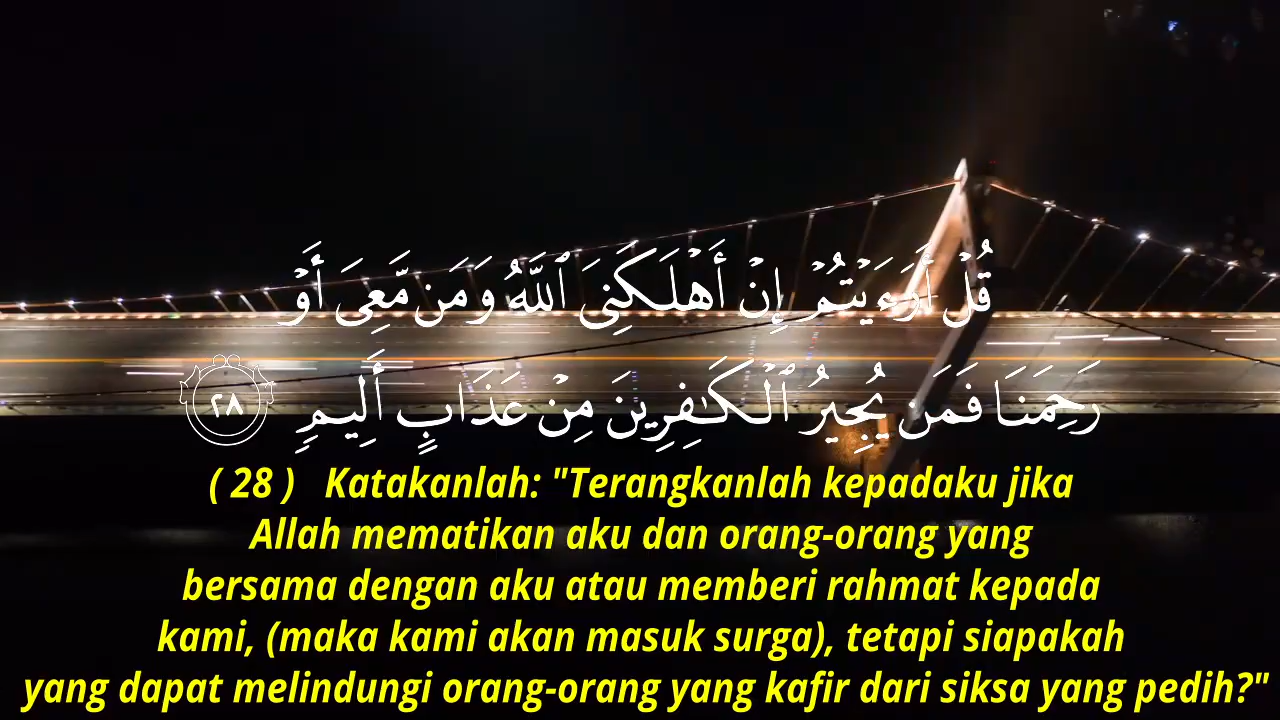 قُلْ أَرَءَيْتُمْ إِنْ أَهْلَكَنِىَ ٱللَّهُ وَمَن مَّعِىَ أَوْ
رَحِمَنَا فَمَن يُجِيرُ ٱلْكَـٰفِرِينَ مِنْ عَذَابٍ أَلِيمٍ ٢٨
( 28 ) Katakanlah: "Terangkanlah kepadaku jika
Allah mematikan aku dan orang-orang yang
bersama dengan aku atau memberi rahmat kepada
kami, (maka kami akan masuk surga), tetapi siapakah
yang dapat melindungi orang-orang yang kafir dari siksa yang pedih?"